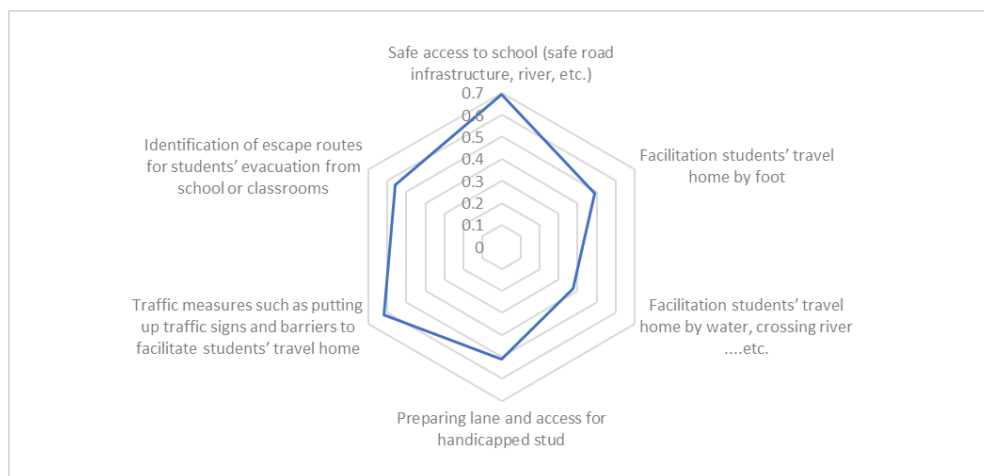 Safe access to school (safe road
infrastructure, river, etc.)
0.7
0.6
0.5
0.4
0.3
0.2
0.1
0
Facilitation students’ travel
home by foot
Facilitation students’ travel
home by water, crossing river
....etc.
Preparing lane and access for
handicapped stud
Traffic measures such as putting
up traffic signs and barriers to
facilitate students’ travel home
Identification of escape routes
for students’ evacuation from
school or classrooms